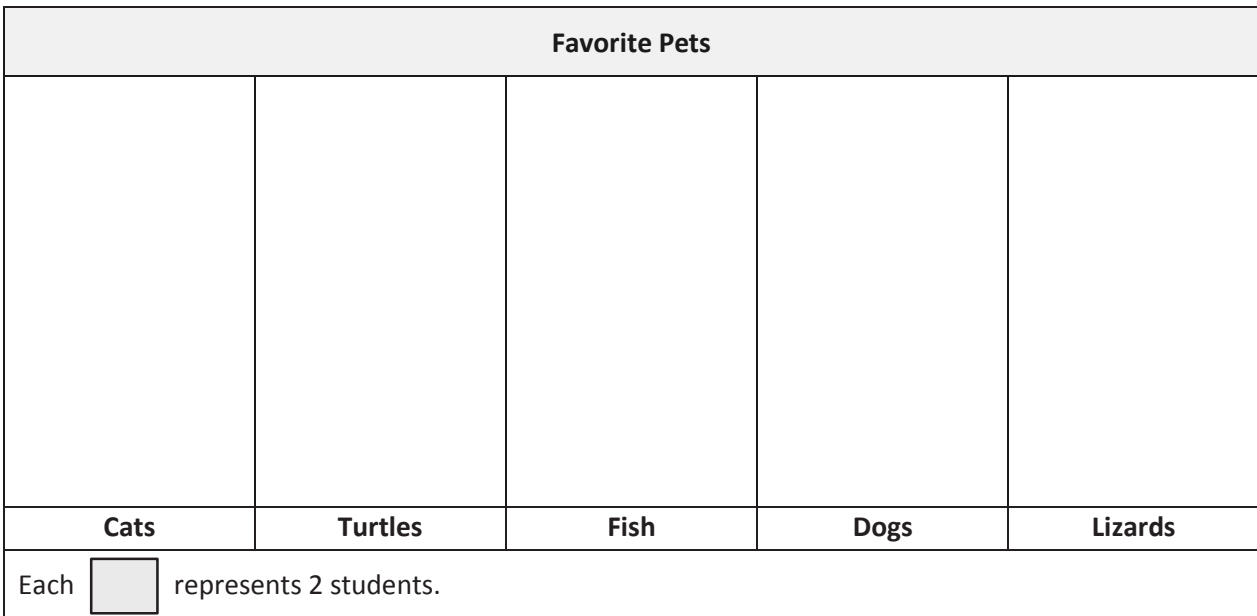 Favorite Pets
Cats Turtles Fish Dogs Lizards
Each represents 2 students.